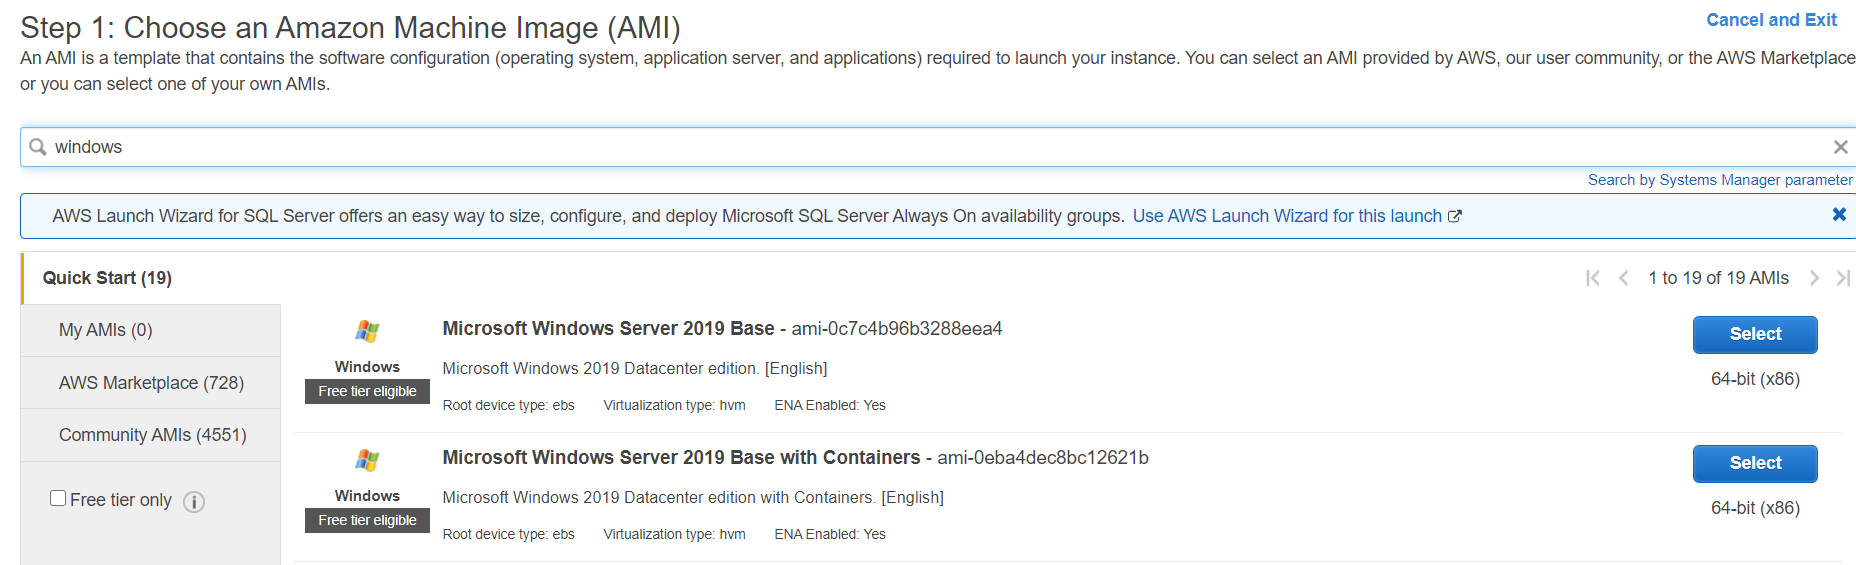 Step 1: Choose an Amazon Machine Image (AMI)
Cancel and Exit
An AMI is a template that contains the software configuration (operating system, application server, and applications) required to launch your instance. You can select an AMI provided by AWS, our user community, or the AWS Marketplace
or you can select one of your own AMIs.
windows
Search by Systems Manager parameter
AWS Launch Wizard for SQL Server offers an easy way to size, configure, and deploy Microsoft SQL Server Always On availability groups. Use AWS Launch Wizard for this launch
Quick Start (19)
1 to 19 of 19 AMIs
My AMIs (0)
AWS Marketplace (728)
Community AMIs (4551)
Free tier only
Windows
Free tier eligible
Microsoft Windows Server 2019 Base - ami-0c7c4b96b3288eea4
Microsoft Windows 2019 Datacenter edition. [English]
Root device type: ebs Virtualization type: hvm ENA Enabled: Yes
Select
64-bit (x86)
Windows
Free tier eligible
Microsoft Windows Server 2019 Base with Containers - ami-0eba4dec8bc12621b
Microsoft Windows 2019 Datacenter edition with Containers. [English]
Root device type: ebs Virtualization type: hvm ENA Enabled: Yes
Select
64-bit (x86)